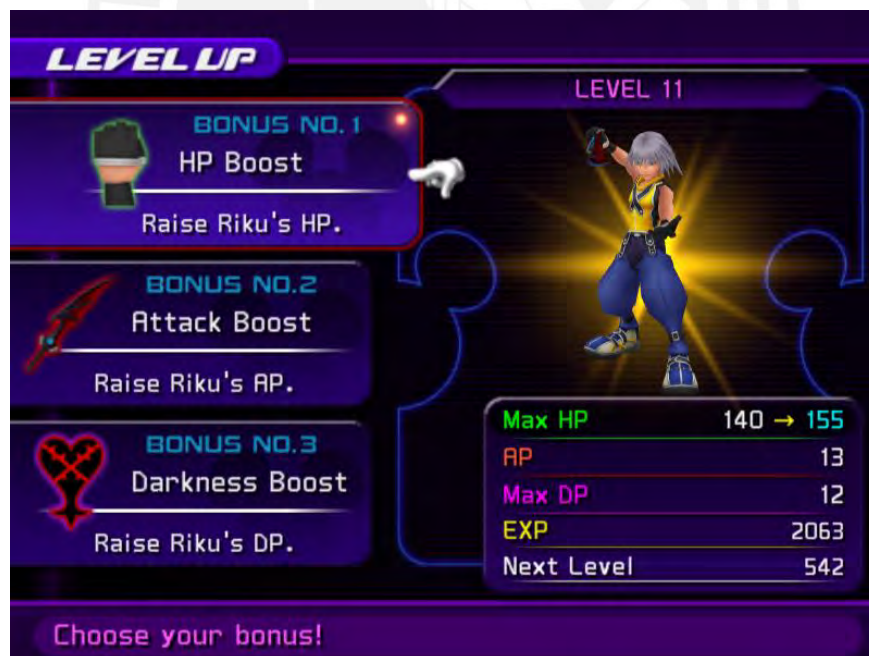 LEVEL UP
BONUS NO. 1
HP Boost
Raise Riku's HP.
BONUS NO.2
Attack Boost
Raise Riku's AP.
BONUS NO.3
Darkness Boost
Raise Riku's DP.
LEVEL 11
Max HP 140 → 155
AP 13
Max DP 12
EXP 2063
Next Level 542
Choose your bonus!